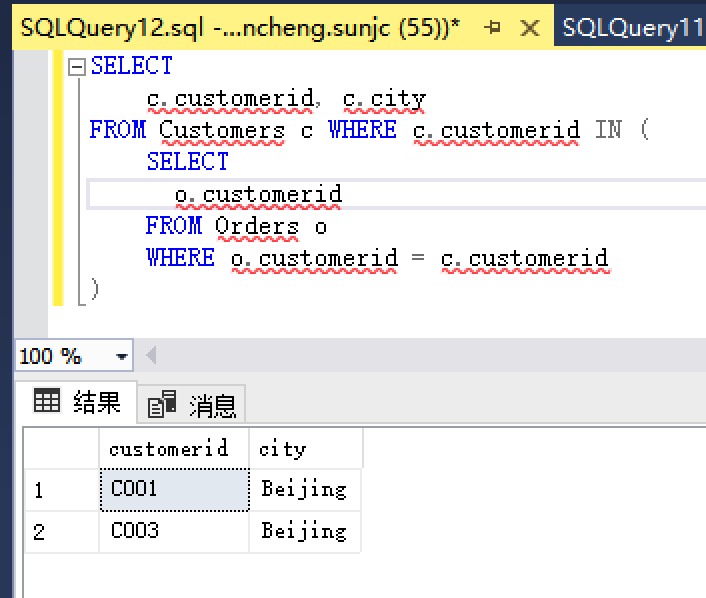 SQLQuery12.sql -...ncheng.sunjc (55))*
SQLQuery11
SELECT
c.customerid, c.city
FROM Customers c WHERE c.customerid IN (
SELECT
o.customerid
FROM Orders o
WHERE o.customerid = c.customerid
)
100 %
结果
消息
customerid city
1 C001 Beijing
2 C003 Beijing